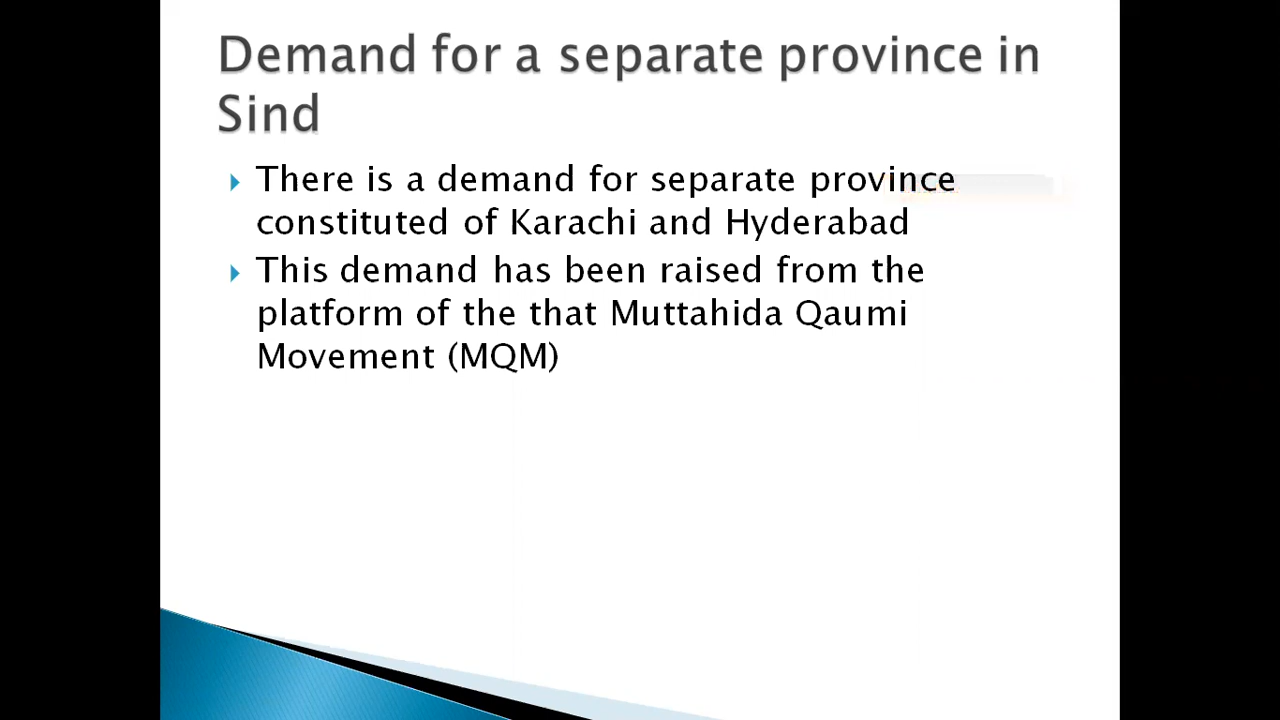 Demand for a separate province in
Sind
There is a demand for separate province
constituted of Karachi and Hyderabad
This demand has been raised from the
platform of the that Muttahida Qaumi
Movement (MQM)